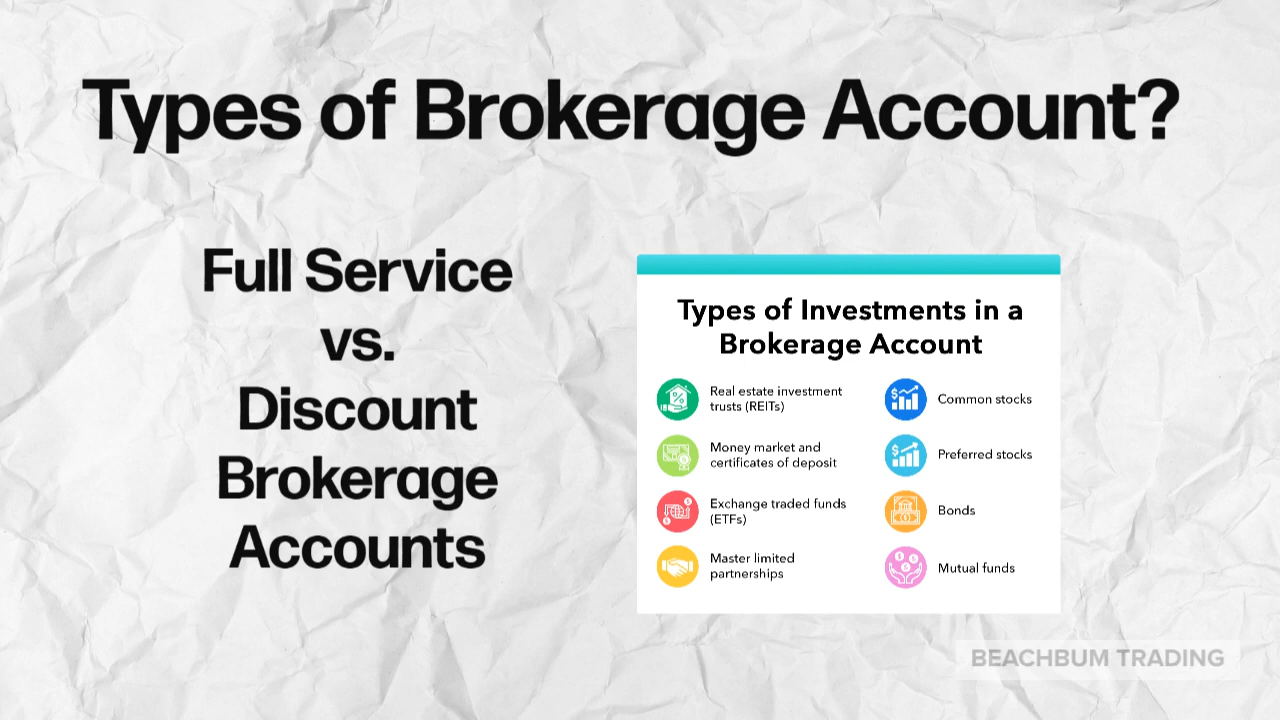 Types of Brokerage Account?
Full Service
vs.
Discount
Brokerage
Accounts
Types of Investments in a
Brokerage Account
Real estate investment
trusts (REITs)
Money market and
certificates of deposit
Exchange traded funds
(ETFs)
Master limited
partnerships
Common stocks
Preferred stocks
Bonds
Mutual funds
BEACHBUM TRADING